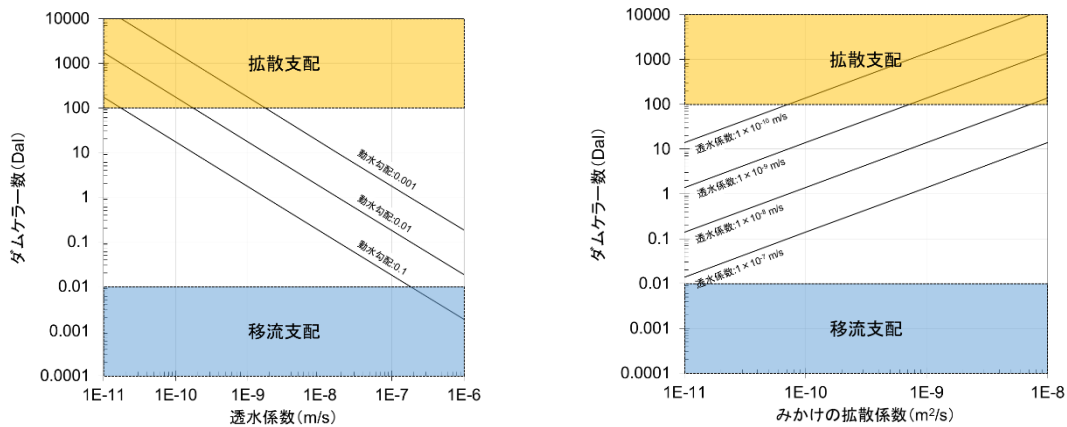 10000
1000
100
10
1
0.1
0.01
0.001
0.0001
ダムケラー数(DaI)
拡散支配
動水勾配:0.001
動水勾配:0.01
動水勾配:0.1
移流支配
1E-11 1E-10 1E-9 1E-8 1E-7 1E-6
透水係数(m/s)
10000
1000
100
10
1
0.1
0.01
0.001
0.0001
ダムケラー数(DaI)
拡散支配
透水係数:1×10⁻¹⁰ m/s
透水係数:1×10⁻⁹ m/s
透水係数:1×10⁻⁸ m/s
透水係数:1×10⁻⁷ m/s
移流支配
1E-11 1E-10 1E-9 1E-8
みかけの拡散係数(m²/s)